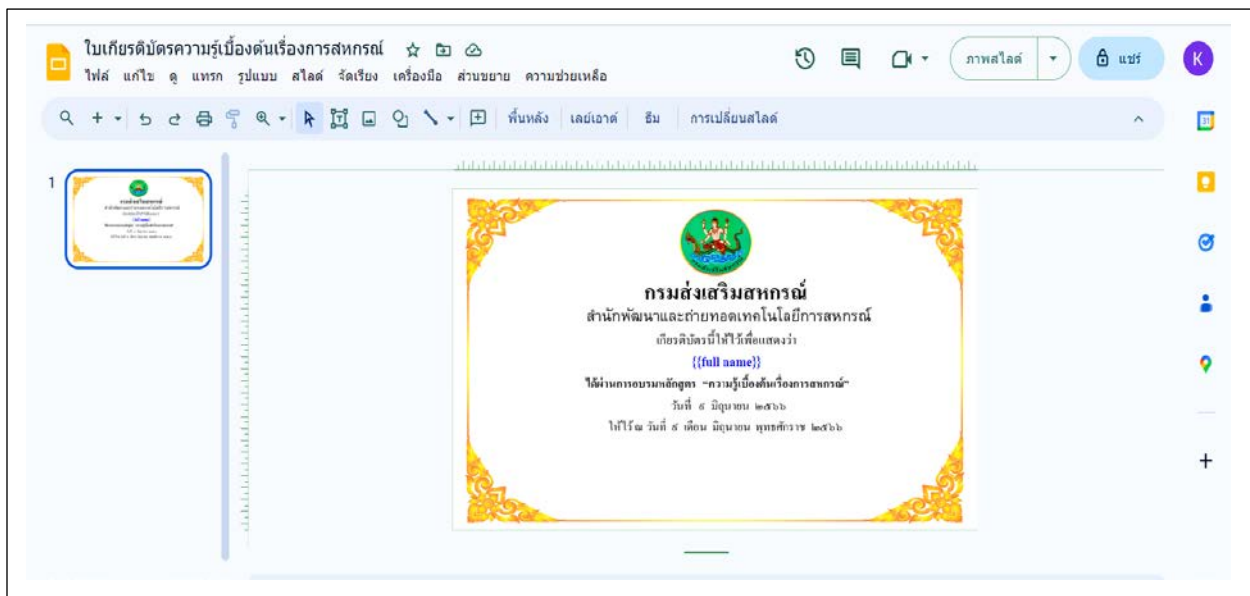 ใบเกียรติบัตรความรู้เบื้องต้นเรื่องการสหกรณ์
ไฟล์ แก้ไข ดู แทรก รูปแบบ สไลด์ จัดเรียง เครื่องมือ ส่วนขยาย ความช่วยเหลือ
ภาพสไลด์
แชร์
K
พื้นหลัง เลย์เอาต์ ธีม การเปลี่ยนสไลด์
31
1
กรมส่งเสริมสหกรณ์
สำนักพัฒนาและถ่ายทอดเทคโนโลยีการสหกรณ์
เกียรติบัตรนี้ให้ไว้เพื่อแสดงว่า
{{full name}}
ได้ผ่านการอบรมหลักสูตร "ความรู้เบื้องต้นเรื่องการสหกรณ์"
มิถุนายน ๒๕๖๖
เดือน มิถุนายน พุทธศักราช ๒๕๖๖